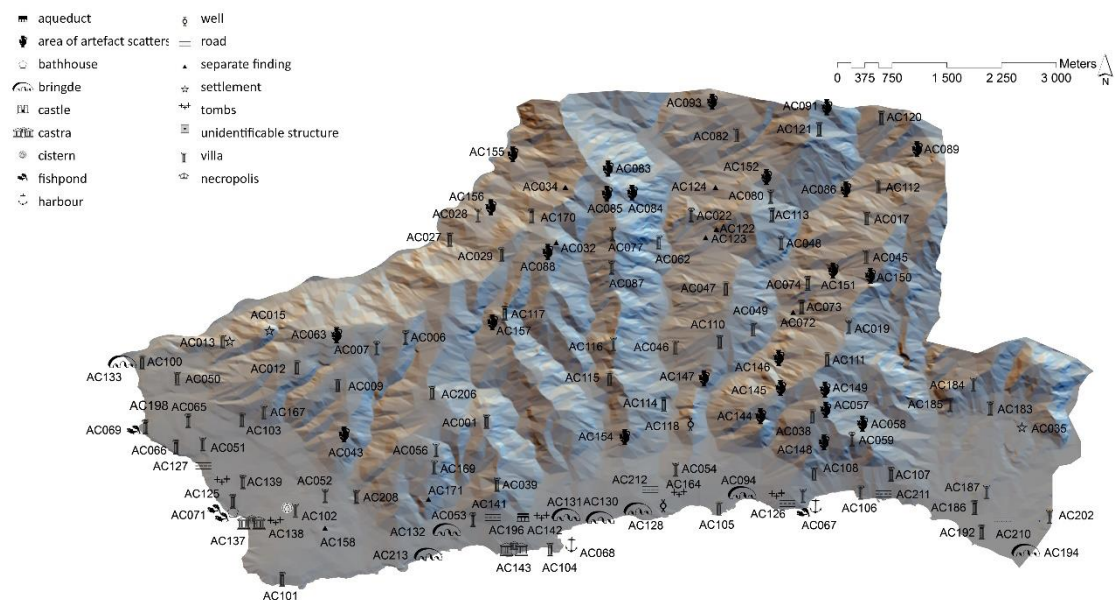 aqueduct
area of artefact scatters
bathhouse
bringde
castle
castra
cistern
fishpond
harbour
well
road
separate finding
settlement
tombs
unidentificable structure
villa
necropolis
Meters
0 375 750 1 500 2 250 3 000
N
AC093 AC091 AC120
AC082 AC121
AC089
AC155 AC083 AC152
AC034 AC124 AC086 AC112
AC080
AC156 AC085 AC084
AC028 AC170 AC022 AC113 AC017
AC122
AC027 AC032 AC077 AC123 AC048
AC029 AC088 AC062 AC045
AC087 AC074 AC151 AC150
AC047
AC015 AC117 AC073
AC063 AC157 AC049 AC072
AC013 AC007 AC006 AC110 AC019
AC100 AC116 AC046
AC133 AC012 AC146 AC111
AC050 AC009 AC115 AC147 AC145 AC149 AC184
AC206
AC198 AC065 AC167 AC114 AC057 AC185 AC183
AC069 AC103 AC001 AC118 AC144 AC038 AC058 AC035
AC066 AC051 AC043 AC154 AC059
AC127 AC056 AC148
AC169 AC054 AC108 AC107
AC139 AC052 AC171 AC039 AC212 AC164 AC094 AC187
AC125 AC208 AC141 AC131 AC130 AC126 AC106 AC211
AC071 AC102 AC053 AC105 AC067 AC186 AC202
AC137 AC138 AC132 AC196 AC142 AC128
AC158 AC192 AC210
AC213 AC143 AC104 AC068 AC194
AC101